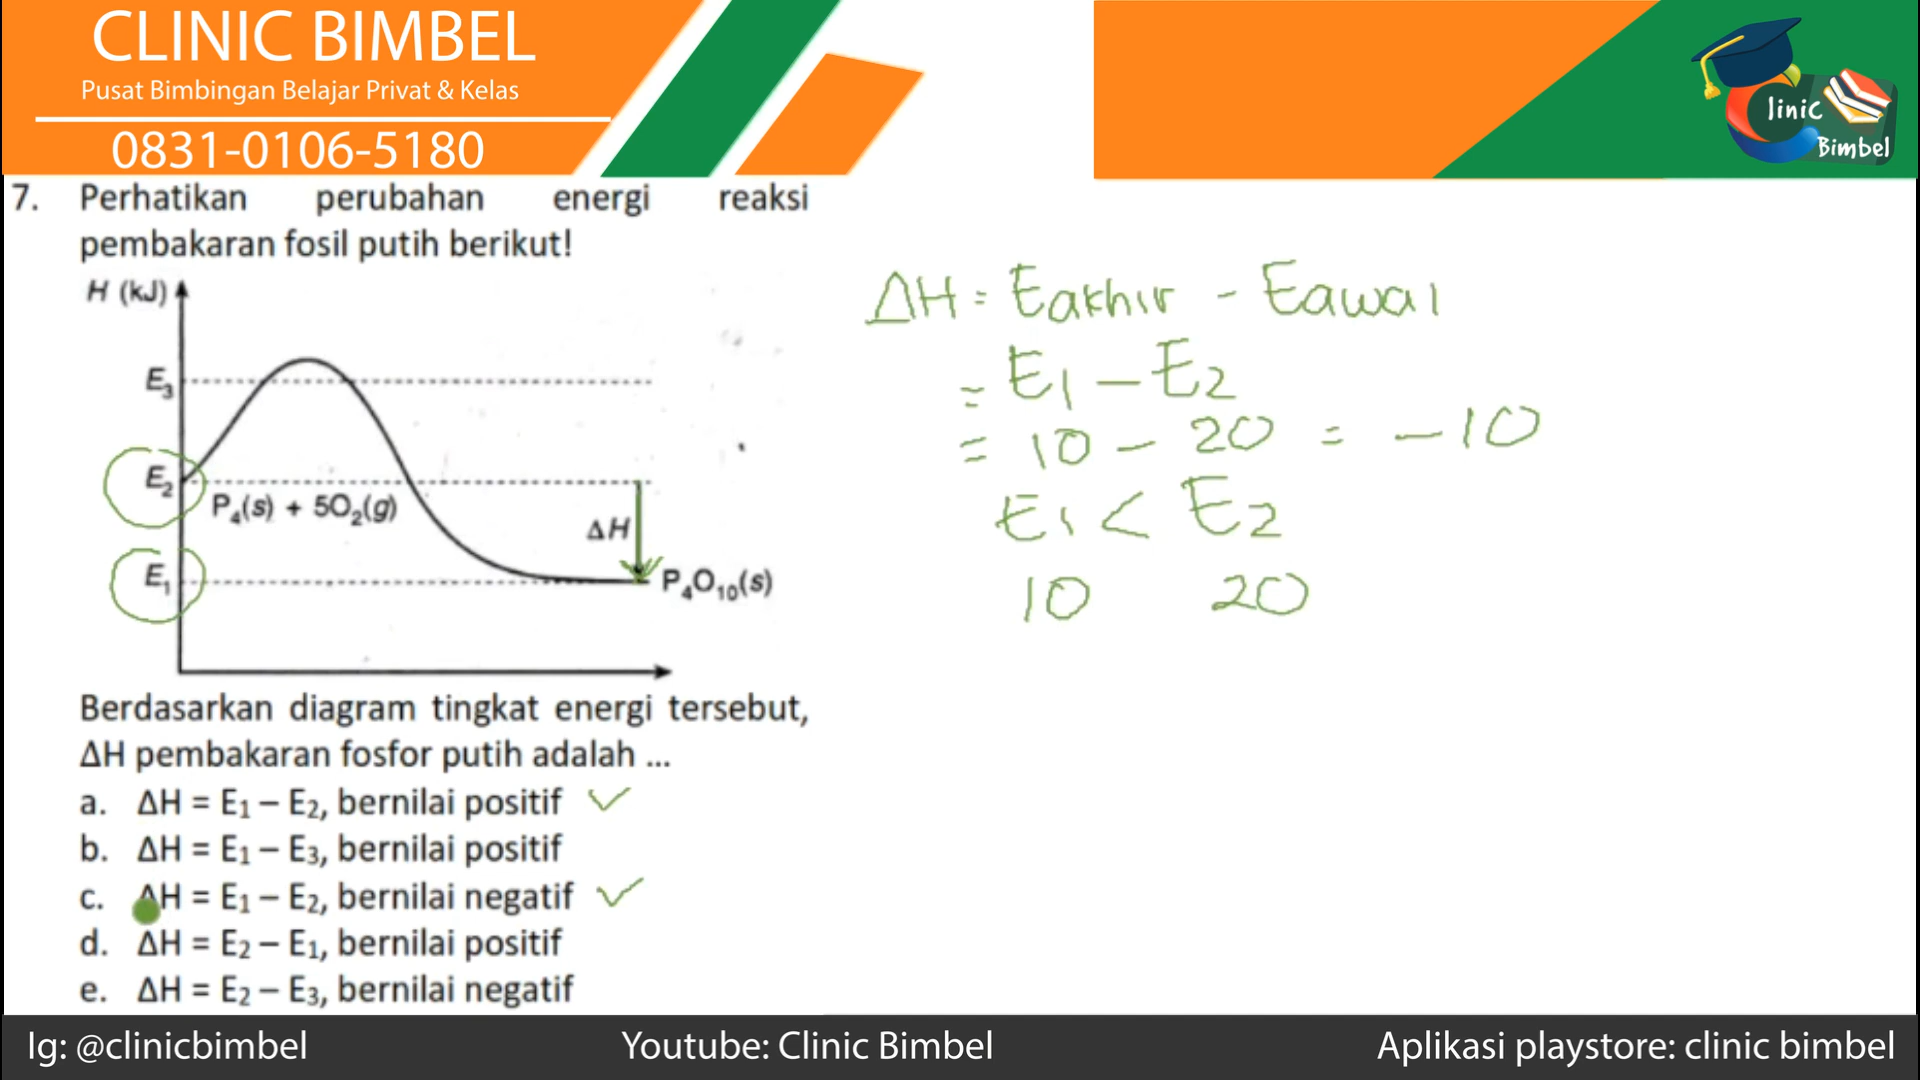 CLINIC BIMBEL
Pusat Bimbingan Belajar Privat & Kelas
0831-0106-5180
linic
Bimbel
7. Perhatikan perubahan energi reaksi
pembakaran fosil putih berikut!
H (kJ)
E₃
E₂
P₄(s) + 5O₂(g)
ΔH
E₁
P₄O₁₀(s)
Berdasarkan diagram tingkat energi tersebut,
ΔH pembakaran fosfor putih adalah ...
a. ΔH = E₁ – E₂, bernilai positif ✓
b. ΔH = E₁ – E₃, bernilai positif
c. ΔH = E₁ – E₂, bernilai negatif ✓
d. ΔH = E₂ – E₁, bernilai positif
e. ΔH = E₂ – E₃, bernilai negatif
ΔH = Eakhir - Eawal
= E1 – E2
= 10 – 20 = –10
E1 < E2
10 20
Ig: @clinicbimbel
Youtube: Clinic Bimbel
Aplikasi playstore: clinic bimbel